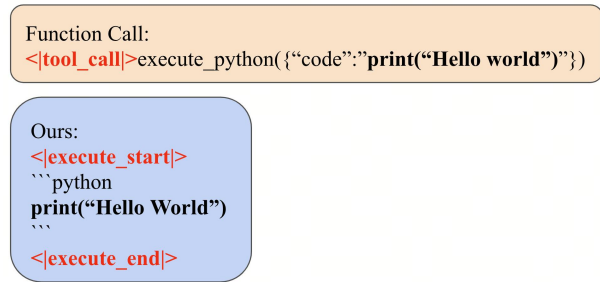 Function Call:
<|tool_call|>execute_python({“code”:”print(“Hello world”)”})
Ours:
<|execute_start|>
```python
print(“Hello World”)
```
<|execute_end|>